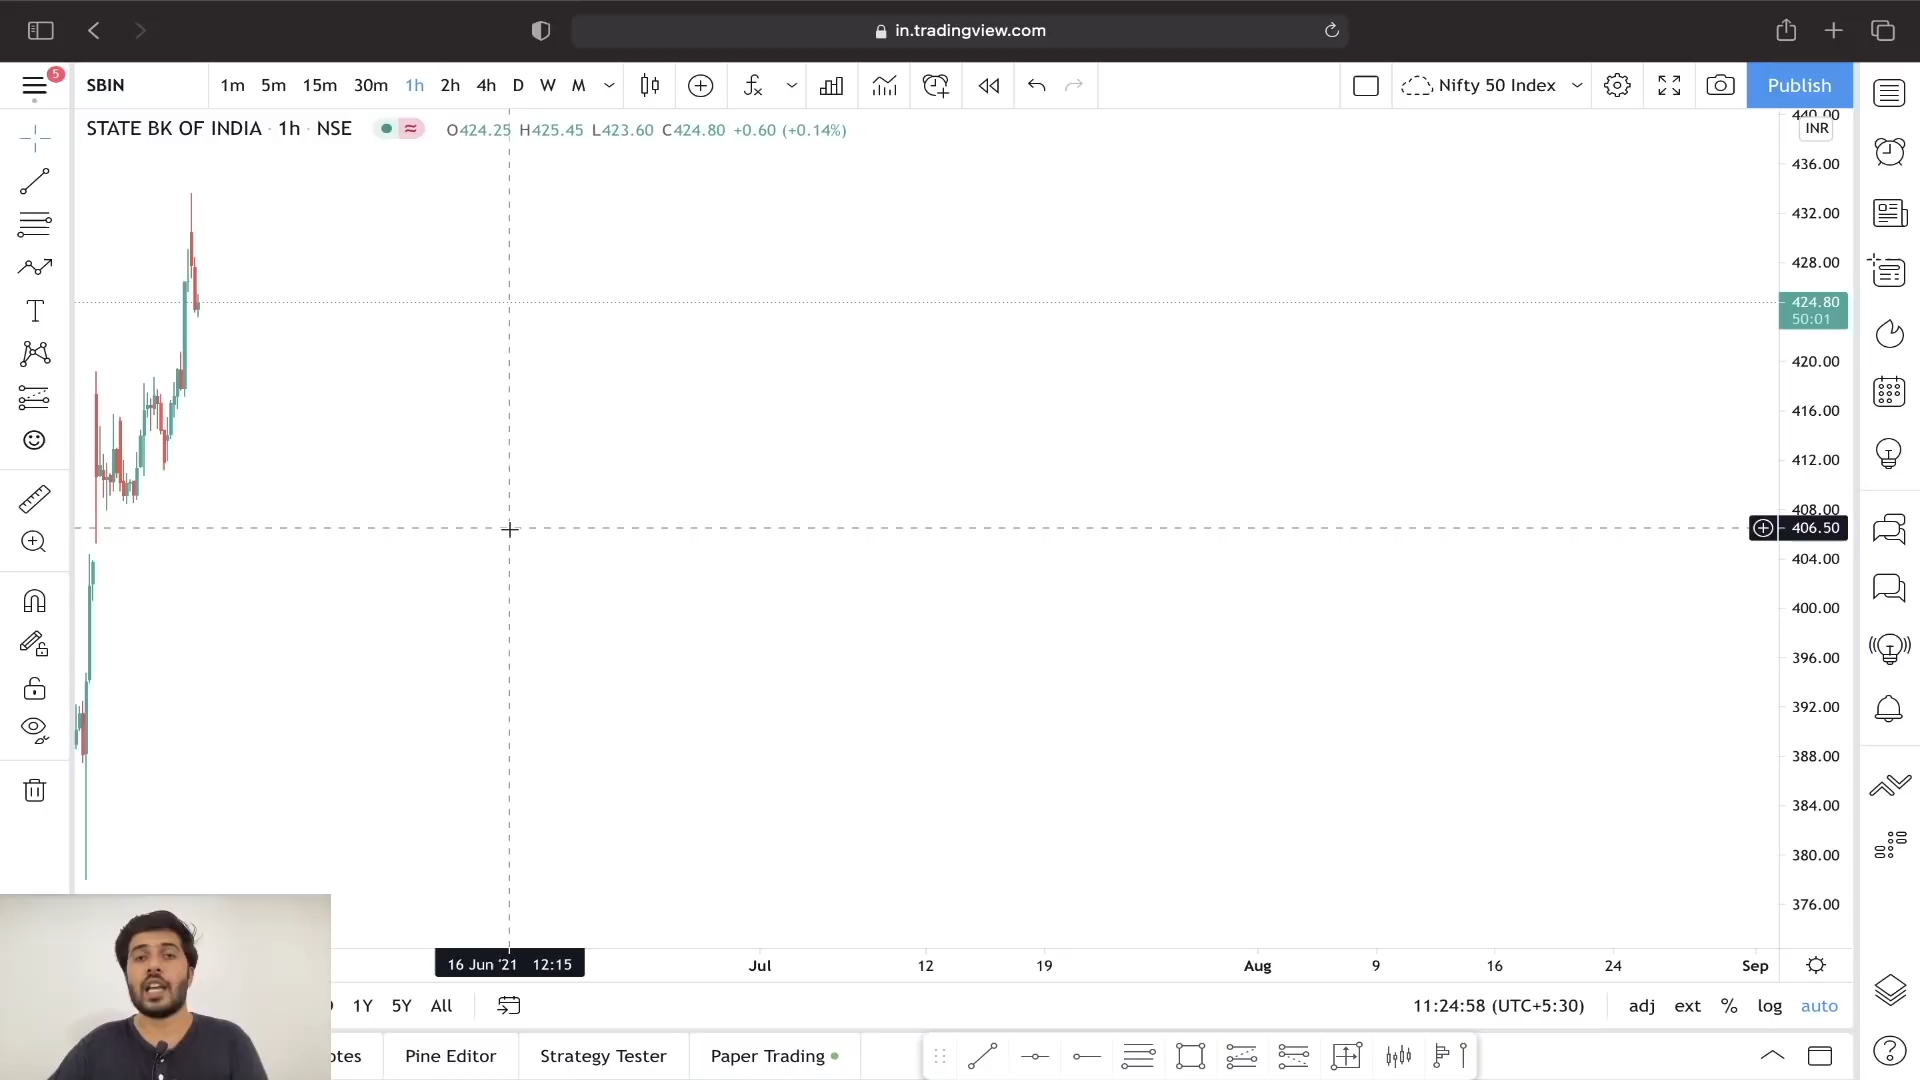 in.tradingview.com
5
SBIN
1m 5m 15m 30m 1h 2h 4h D W M
Nifty 50 Index
Publish
STATE BK OF INDIA · 1h · NSE
O424.25 H425.45 L423.60 C424.80 +0.60 (+0.14%)
440.00
INR
436.00
432.00
428.00
424.80
50:01
420.00
416.00
412.00
408.00
406.50
404.00
400.00
396.00
392.00
388.00
384.00
380.00
376.00
16 Jun '21 12:15
Jul
12
19
Aug
9
16
24
Sep
1Y 5Y All
11:24:58 (UTC+5:30)
adj ext % log auto
otes
Pine Editor
Strategy Tester
Paper Trading